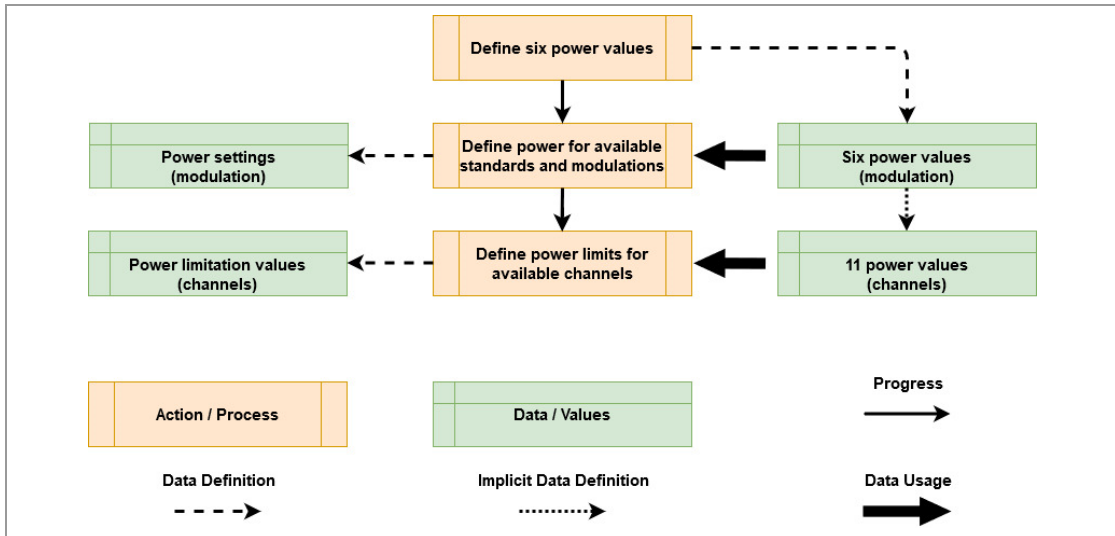 Define six power values
Power settings
(modulation)
Define power for available
standards and modulations
Six power values
(modulation)
Power limitation values
(channels)
Define power limits for
available channels
11 power values
(channels)
Action / Process
Data / Values
Progress
Data Definition
Implicit Data Definition
Data Usage